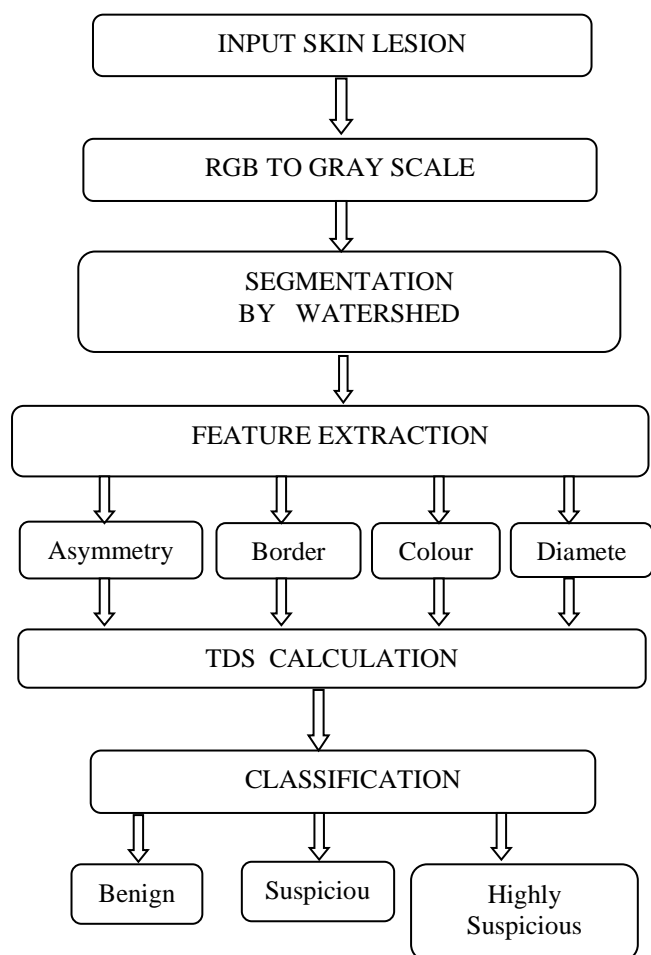 INPUT SKIN LESION
RGB TO GRAY SCALE
SEGMENTATION
BY WATERSHED
FEATURE EXTRACTION
Asymmetry
Border
Colour
Diamete
TDS CALCULATION
CLASSIFICATION
Benign
Suspiciou
Highly
Suspicious